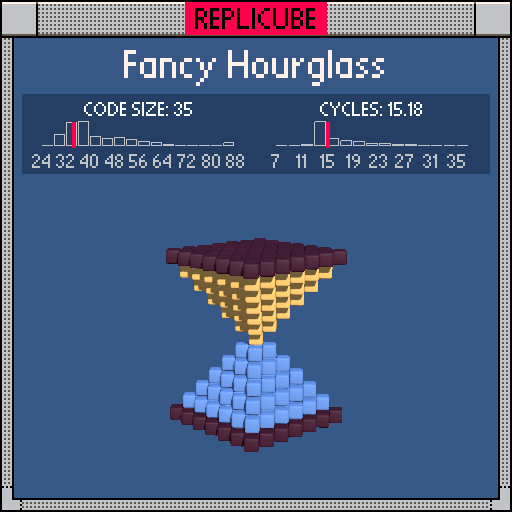 REPLICUBE
Fancy Hourglass
CODE SIZE: 35
CYCLES: 15.18
24 32 40 48 56 64 72 80 88
7 11 15 19 23 27 31 35